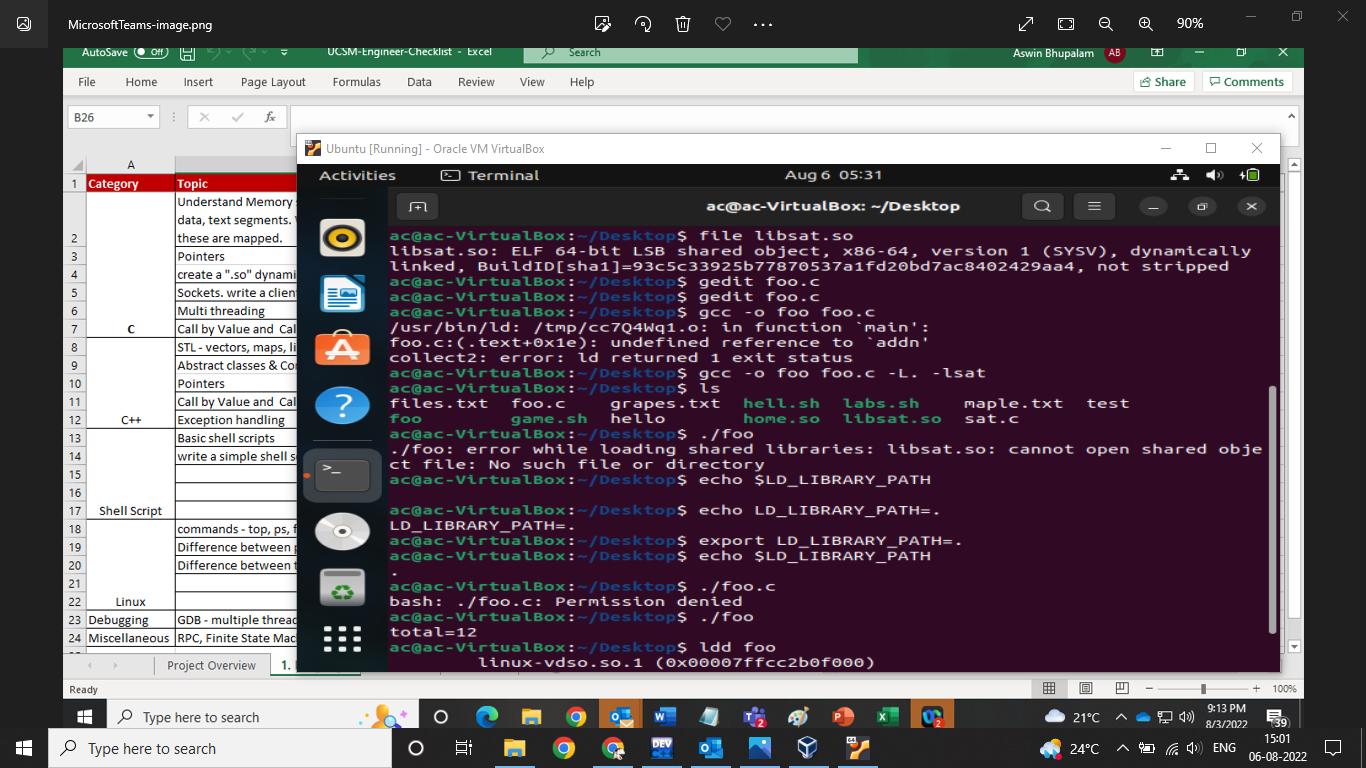 MicrosoftTeams-image.png
90%
AutoSave Off
UCSM-Engineer-Checklist - Excel
Search
Aswin Bhupalam AB
File Home Insert Page Layout Formulas Data Review View Help
Share Comments
B26
fx
Ubuntu [Running] - Oracle VM VirtualBox
Activities Terminal Aug 6 05:31
ac@ac-VirtualBox: ~/Desktop
A
1 Category Topic
Understand Memory
data, text segments.
2 these are mapped.
3 Pointers
4 create a ".so"
5 Sockets. write a
6 Multi threading
7 C Call by Value and
8 STL - vectors, maps,
9 Abstract classes &
10 Pointers
11 Call by Value and
12 C++ Exception handling
13 Basic shell scripts
14 write a simple shell
15
16
17 Shell Script
18 commands - top, ps,
19 Difference between
20 Difference between
21
22 Linux
23 Debugging GDB - multiple
24 Miscellaneous RPC, Finite State
ac@ac-VirtualBox:~/Desktop$ file libsat.so
libsat.so: ELF 64-bit LSB shared object, x86-64, version 1 (SYSV), dynamically
linked, BuildID[sha1]=93c5c33925b77870537a1fd20bd7ac8402429aa4, not stripped
ac@ac-VirtualBox:~/Desktop$ gedit foo.c
ac@ac-VirtualBox:~/Desktop$ gedit foo.c
ac@ac-VirtualBox:~/Desktop$ gcc -o foo foo.c
/usr/bin/ld: /tmp/cc7Q4Wq1.o: in function `main':
foo.c:(.text+0x1e): undefined reference to `addn'
collect2: error: ld returned 1 exit status
ac@ac-VirtualBox:~/Desktop$ gcc -o foo foo.c -L. -lsat
ac@ac-VirtualBox:~/Desktop$ ls
files.txt foo.c grapes.txt hell.sh labs.sh maple.txt test
foo game.sh hello home.so libsat.so sat.c
ac@ac-VirtualBox:~/Desktop$ ./foo
./foo: error while loading shared libraries: libsat.so: cannot open shared obje
ct file: No such file or directory
ac@ac-VirtualBox:~/Desktop$ echo $LD_LIBRARY_PATH
ac@ac-VirtualBox:~/Desktop$ echo LD_LIBRARY_PATH=.
LD_LIBRARY_PATH=.
ac@ac-VirtualBox:~/Desktop$ export LD_LIBRARY_PATH=.
ac@ac-VirtualBox:~/Desktop$ echo $LD_LIBRARY_PATH
.
ac@ac-VirtualBox:~/Desktop$ ./foo.c
bash: ./foo.c: Permission denied
ac@ac-VirtualBox:~/Desktop$ ./foo
total=12
ac@ac-VirtualBox:~/Desktop$ ldd foo
linux-vdso.so.1 (0x00007ffcc2b0f000)
Project Overview 1.
Ready
100%
Type here to search
21°C
9:13 PM
8/3/2022
39
Type here to search
DEV
24°C
ENG
15:01
06-08-2022